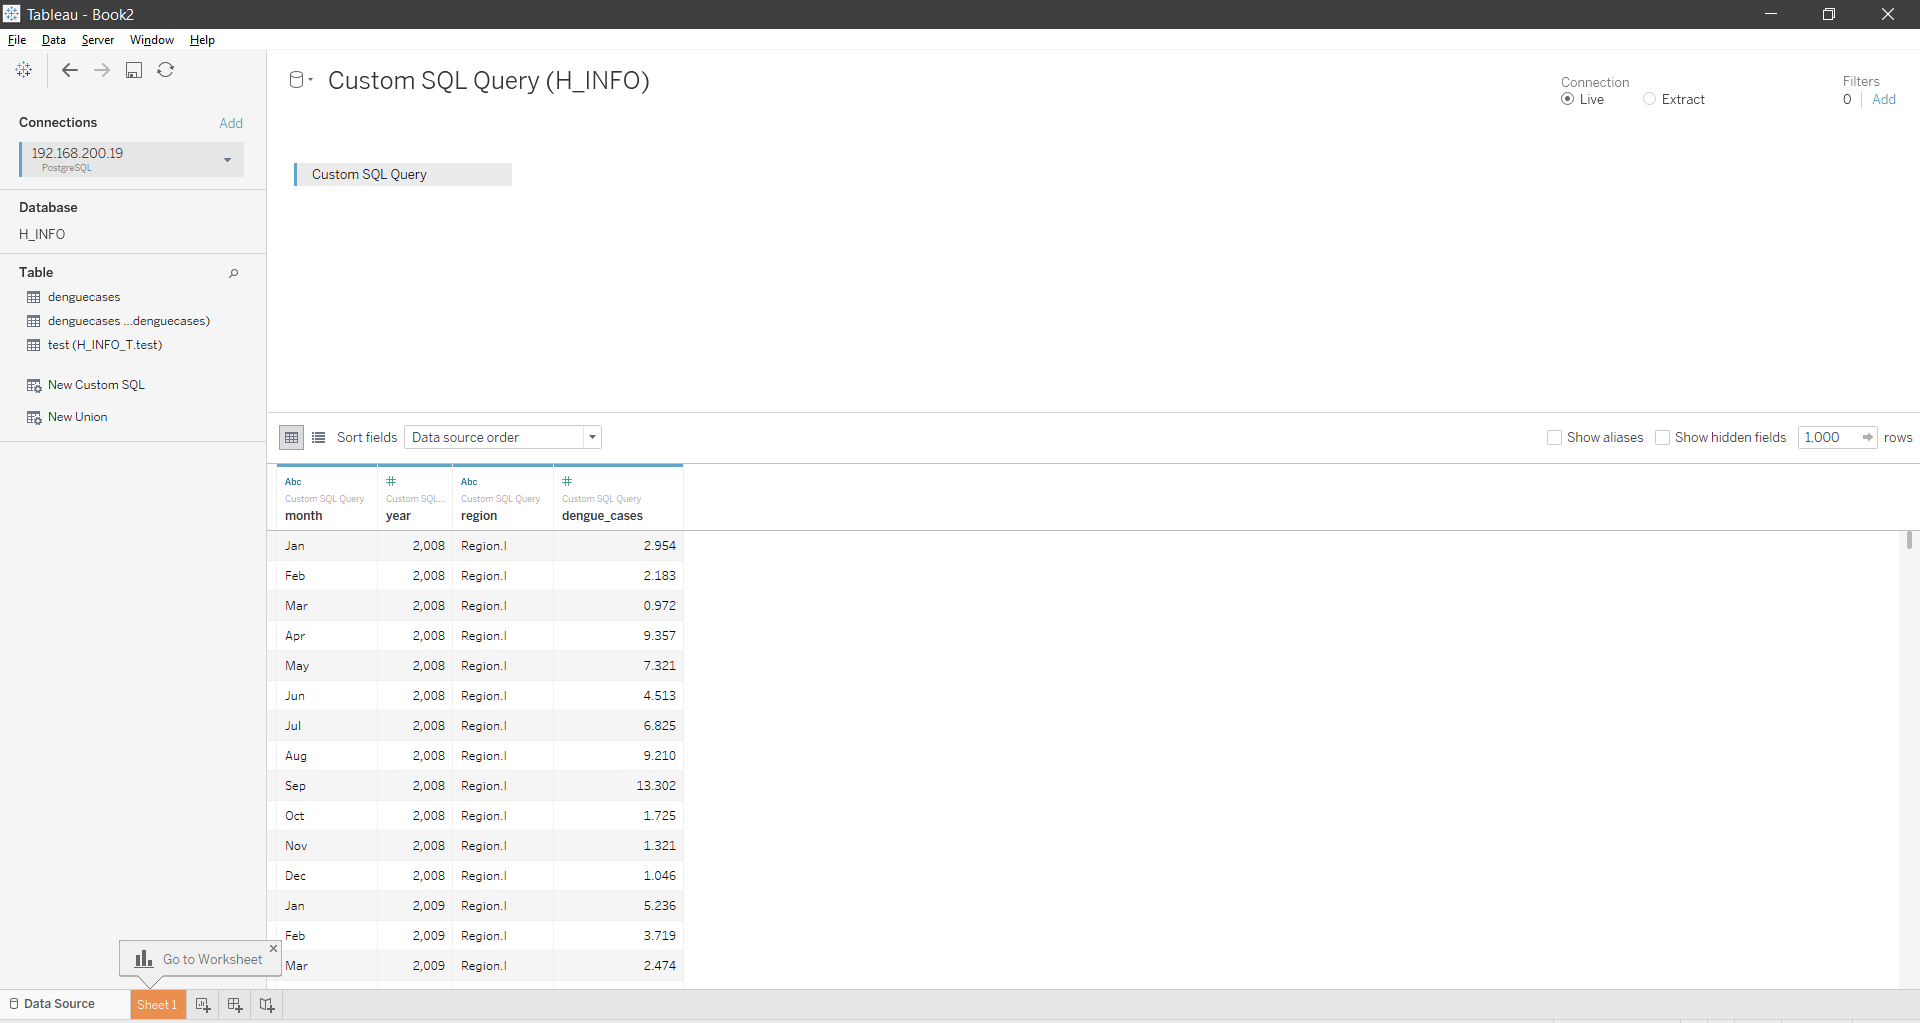 Tableau - Book2
File Data Server Window Help
Custom SQL Query (H_INFO)
Connection
Live Extract
Filters
0 Add
Connections Add
192.168.200.19
PostgreSQL
Custom SQL Query
Database
H_INFO
Table
denguecases
denguecases ...denguecases)
test (H_INFO_T.test)
New Custom SQL
New Union
Sort fields Data source order Show aliases Show hidden fields 1,000 rows
Abc # Abc #
Custom SQL Query Custom SQL... Custom SQL Query Custom SQL Query
month year region dengue_cases
Jan 2,008 Region.I 2.954
Feb 2,008 Region.I 2.183
Mar 2,008 Region.I 0.972
Apr 2,008 Region.I 9.357
May 2,008 Region.I 7.321
Jun 2,008 Region.I 4.513
Jul 2,008 Region.I 6.825
Aug 2,008 Region.I 9.210
Sep 2,008 Region.I 13.302
Oct 2,008 Region.I 1.725
Nov 2,008 Region.I 1.321
Dec 2,008 Region.I 1.046
Jan 2,009 Region.I 5.236
Feb 2,009 Region.I 3.719
Mar 2,009 Region.I 2.474
Go to Worksheet
Data Source Sheet 1